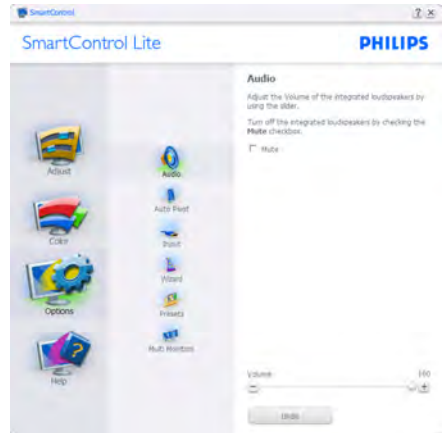 SmartControl
SmartControl Lite
PHILIPS
Adjust
Color
Options
Help
Audio
Auto Pivot
Input
Wizard
Presets
Multi Monitors
Audio
Adjust the Volume of the integrated loudspeakers by
using the slider.
Turn off the integrated loudspeakers by checking the
Mute checkbox.
Mute
Volume
100
Undo